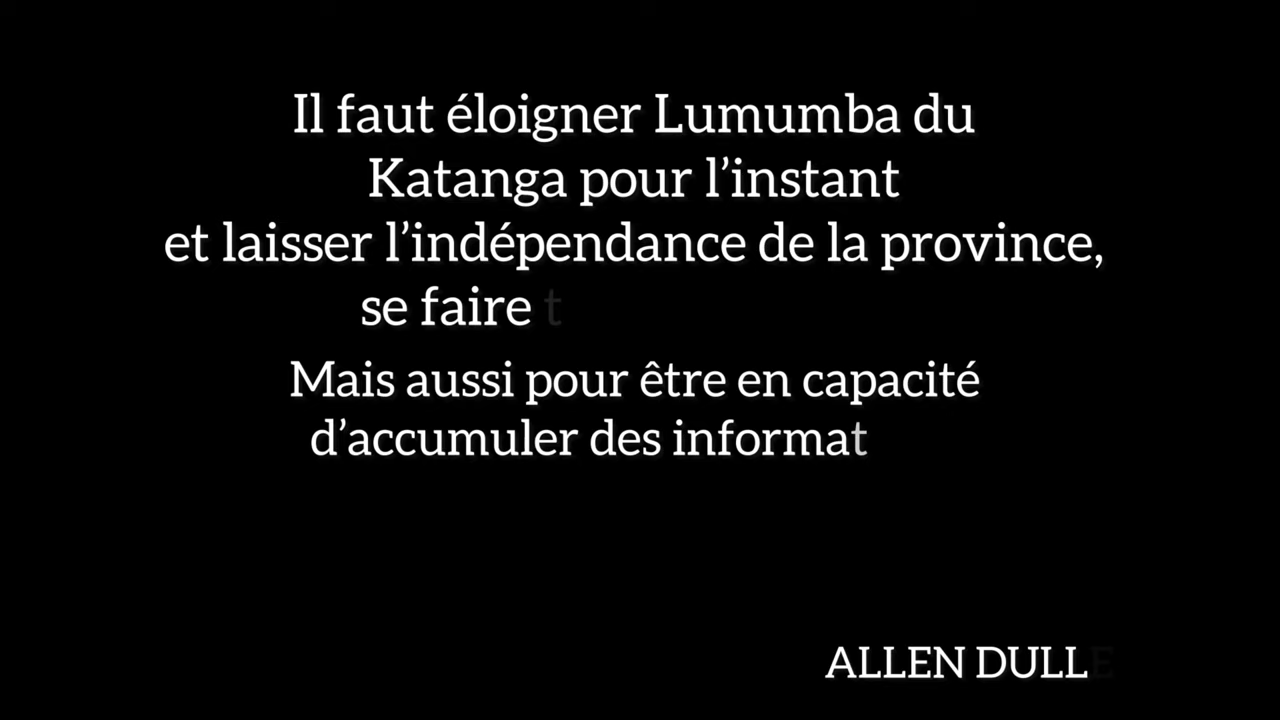 Il faut éloigner Lumumba du
Katanga pour l’instant
et laisser l’indépendance de la province,
se faire t
Mais aussi pour être en capacité
d’accumuler des informat
ALLEN DULLE